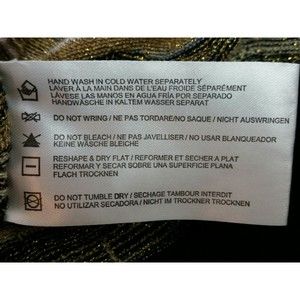 HAND WASH IN COLD WATER SEPARATELY
LAVER À LA MAIN DANS DE L'EAU FROIDE SÉPARÉMENT
LÁVESE LAS MANOS EN AGUA FRÍA POR SEPARADO
HANDWÄSCHE IN KALTEM WASSER SEPARAT
DO NOT WRING / NE PAS TORDARE/NO SAQUE / NICHT AUSWRINGEN
DO NOT BLEACH / NE PAS JAVELLISER / NO USAR BLANQUEADOR
KEINE WÄSCHE BLEICHE
RESHAPE & DRY FLAT / REFORMER ET SECHER A PLAT
REFORMAR Y SECAR SOBRE UNA SUPERFICIE PLANA
FLACH TROCKNEN
DO NOT TUMBLE DRY / SECHAGE TAMBOUR INTERDIT
NO UTILIZAR SECADORA / NICHT IM TROCKNER TROCKNEN